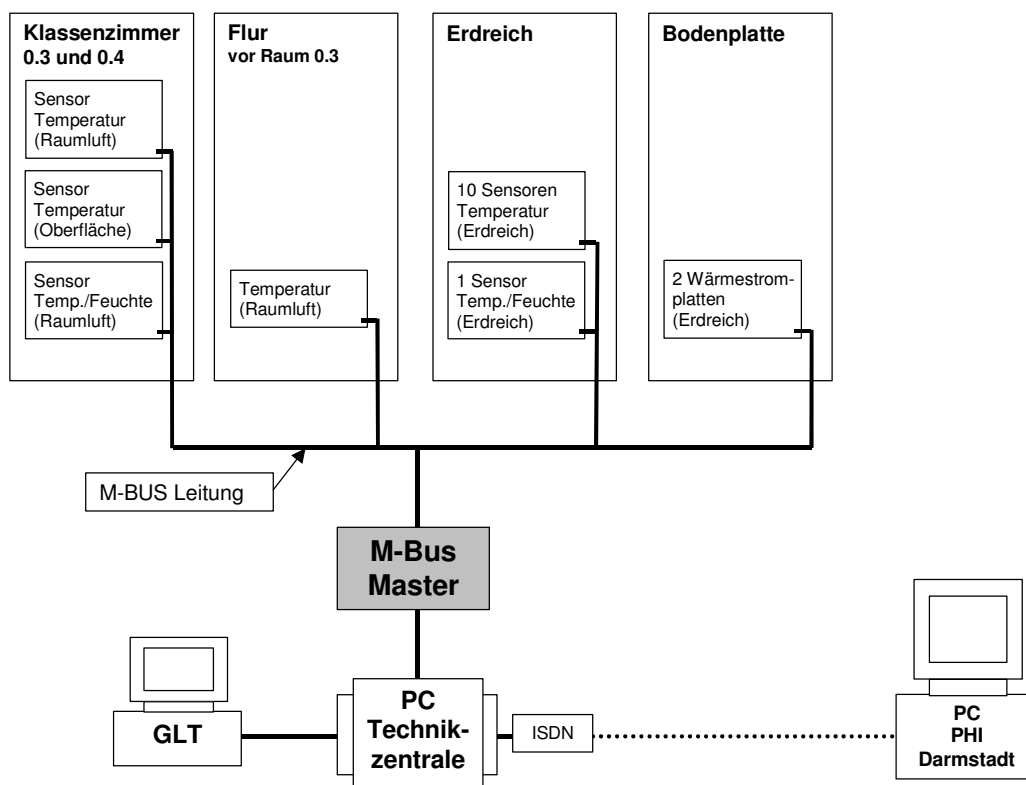 Klassenzimmer
0.3 und 0.4
Sensor
Temperatur
(Raumluft)
Sensor
Temperatur
(Oberfläche)
Sensor
Temp./Feuchte
(Raumluft)
Flur
vor Raum 0.3
Temperatur
(Raumluft)
Erdreich
10 Sensoren
Temperatur
(Erdreich)
1 Sensor
Temp./Feuchte
(Erdreich)
Bodenplatte
2 Wärmestrom-
platten
(Erdreich)
M-BUS Leitung
M-Bus
Master
GLT
PC
Technik-
zentrale
ISDN
PC
PHI
Darmstadt